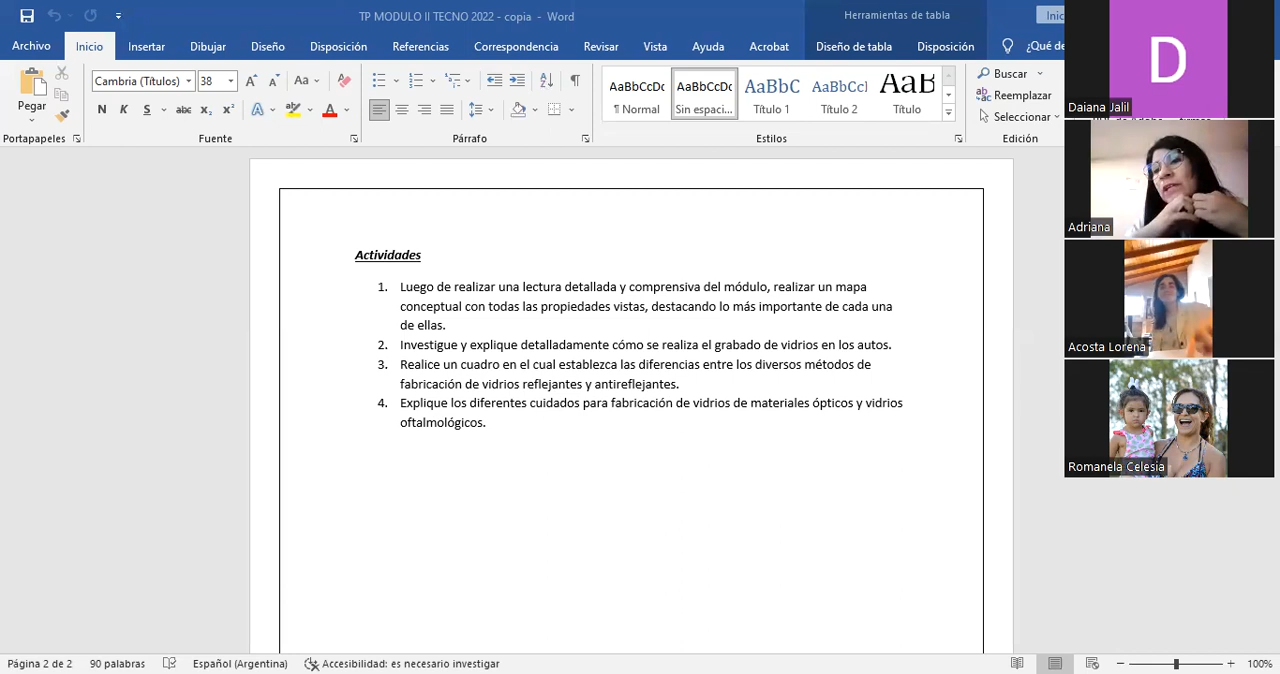 TP MODULO II TECNO 2022 - copia - Word
Herramientas de tabla
Inic
Archivo Inicio Insertar Dibujar Diseño Disposición Referencias Correspondencia Revisar Vista Ayuda Acrobat Diseño de tabla Disposición ¿Qué de
Cambria (Títulos) 38
Pegar
Portapapeles
Fuente
Párrafo
AaBbCcDc AaBbCcDc AaBbC AaBbCcl AaB
¶ Normal Sin espaci... Título 1 Título 2 Título
Estilos
Buscar
Reemplazar
Seleccionar
Edición
Actividades
1. Luego de realizar una lectura detallada y comprensiva del módulo, realizar un mapa
conceptual con todas las propiedades vistas, destacando lo más importante de cada una
de ellas.
2. Investigue y explique detalladamente cómo se realiza el grabado de vidrios en los autos.
3. Realice un cuadro en el cual establezca las diferencias entre los diversos métodos de
fabricación de vidrios reflejantes y antireflejantes.
4. Explique los diferentes cuidados para fabricación de vidrios de materiales ópticos y vidrios
oftalmológicos.
D
Daiana Jalil
Adriana
Acosta Lorena
Romanela Celesia
Página 2 de 2 90 palabras Español (Argentina) Accesibilidad: es necesario investigar 100%